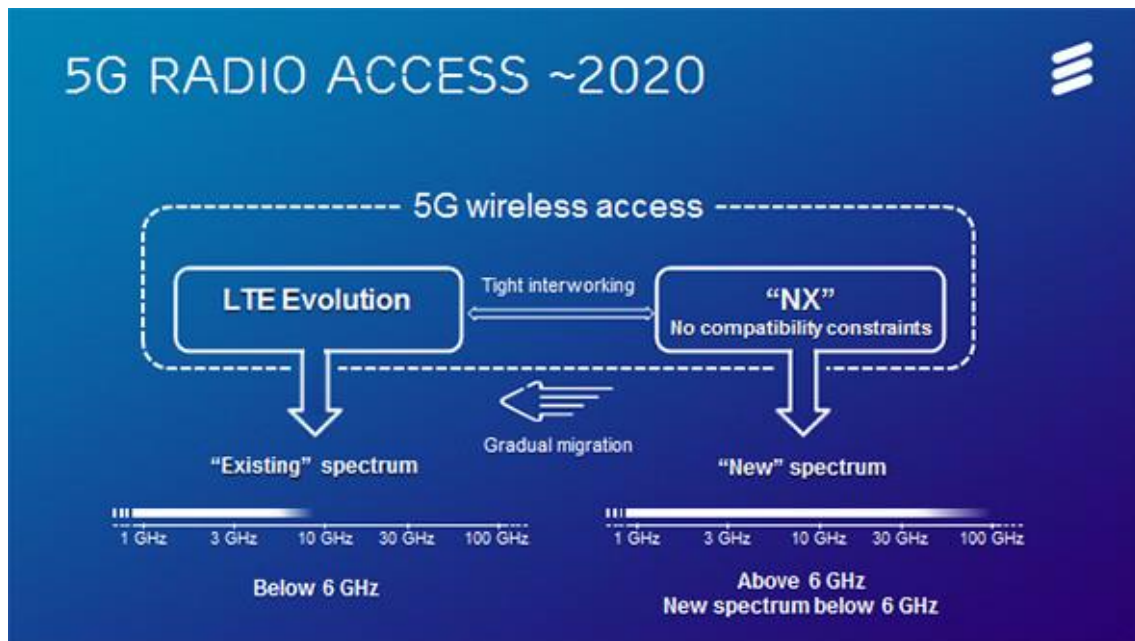 5G RADIO ACCESS ~2020
5G wireless access
LTE Evolution
Tight interworking
“NX”
No compatibility constraints
Gradual migration
“Existing” spectrum
“New” spectrum
1 GHz 3 GHz 10 GHz 30 GHz 100 GHz
1 GHz 3 GHz 10 GHz 30 GHz 100 GHz
Below 6 GHz
Above 6 GHz
New spectrum below 6 GHz